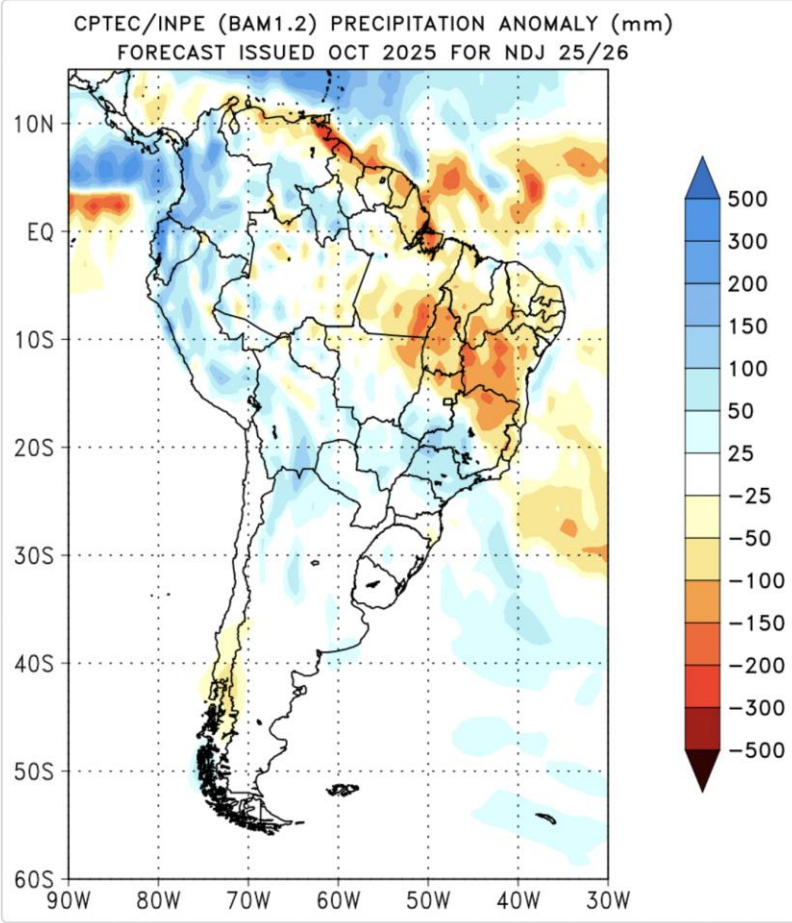 CPTEC/INPE (BAM1.2) PRECIPITATION ANOMALY (mm)
FORECAST ISSUED OCT 2025 FOR NDJ 25/26
10N
EQ
10S
20S
30S
40S
50S
60S
90W 80W 70W 60W 50W 40W 30W
500
300
200
150
100
50
25
-25
-50
-100
-150
-200
-300
-500